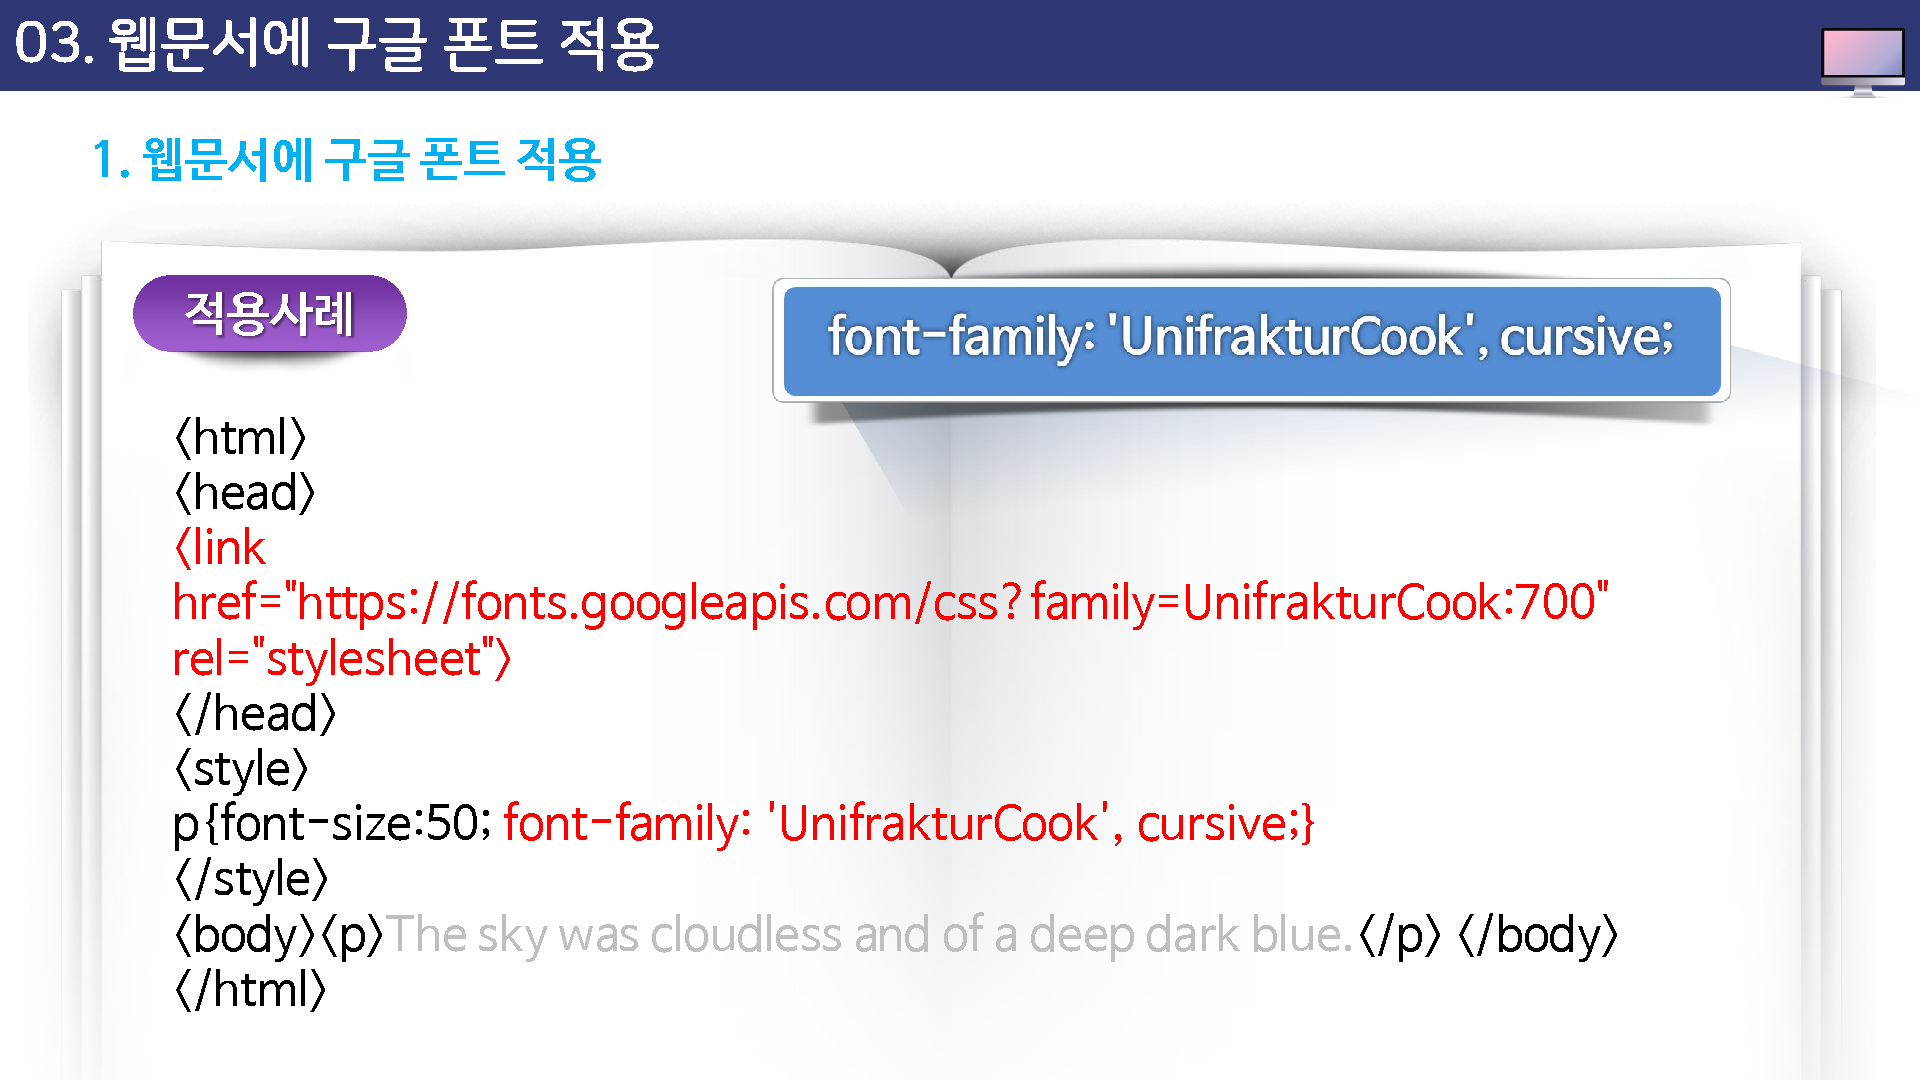 03. 웹문서에 구글 폰트 적용
1. 웹문서에 구글 폰트 적용
적용사례
font-family: 'UnifrakturCook', cursive;
<html>
<head>
<link
href="https://fonts.googleapis.com/css?family=UnifrakturCook:700"
rel="stylesheet">
</head>
<style>
p{font-size:50; font-family: 'UnifrakturCook', cursive;}
</style>
<body><p>The sky was cloudless and of a deep dark blue.</p> </body>
</html>